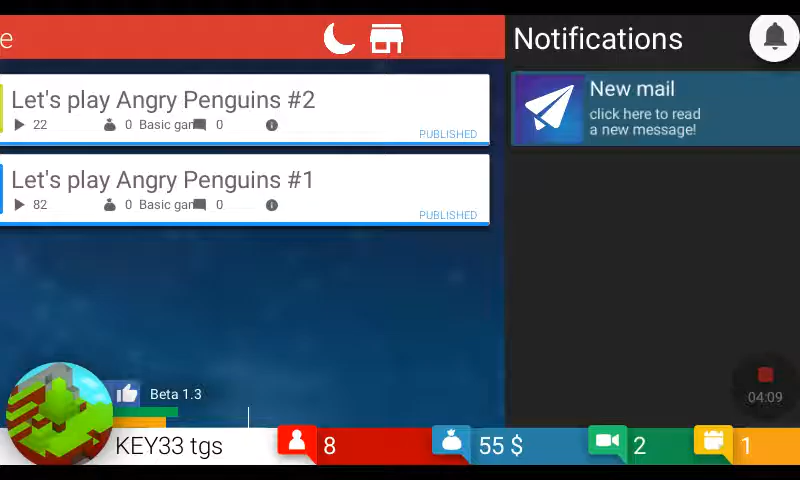 e
Notifications
Let's play Angry Penguins #2
22
0 Basic gam
0
PUBLISHED
New mail
click here to read
a new message!
Let's play Angry Penguins #1
82
0 Basic gam
0
PUBLISHED
Beta 1.3
04:09
KEY33 tgs
8
55 $
2
1